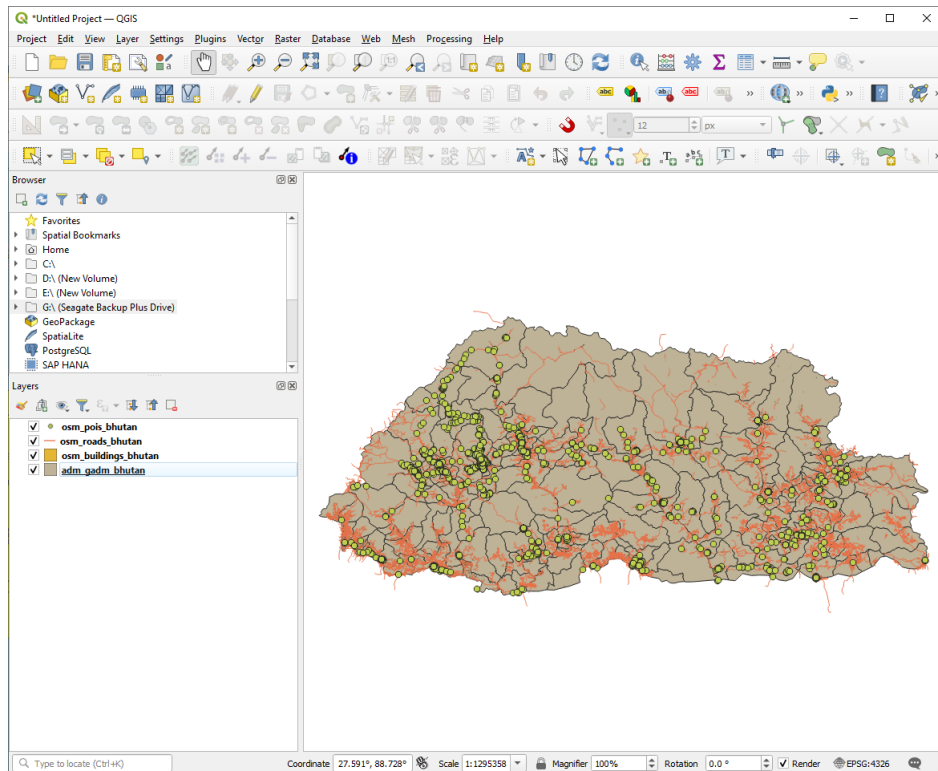 *Untitled Project — QGIS
Project Edit View Layer Settings Plugins Vector Raster Database Web Mesh Processing Help
abc abc
12 px
T T
Browser
Favorites
Spatial Bookmarks
Home
C:\
D:\ (New Volume)
E:\ (New Volume)
G:\ (Seagate Backup Plus Drive)
GeoPackage
SpatiaLite
PostgreSQL
SAP HANA
Layers
osm_pois_bhutan
osm_roads_bhutan
osm_buildings_bhutan
adm_gadm_bhutan
Type to locate (Ctrl+K) Coordinate 27.591°, 88.728° Scale 1:1295358 Magnifier 100% Rotation 0.0 ° Render EPSG:4326